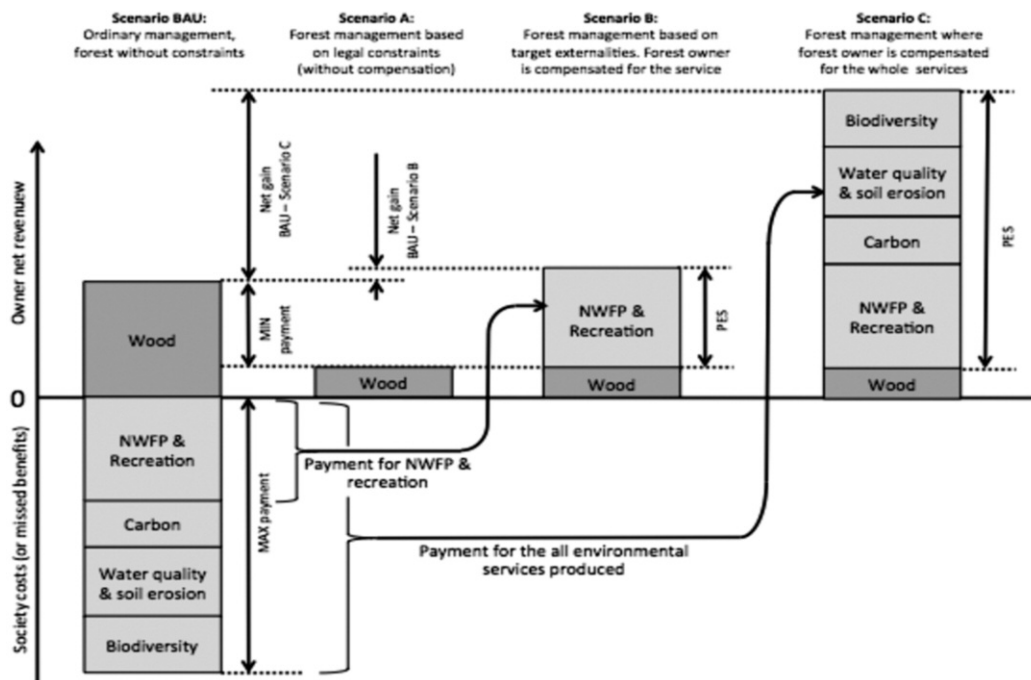 Scenario BAU:
Ordinary management,
forest without constraints
Scenario A:
Forest management based
on legal constraints
(without compensation)
Scenario B:
Forest management based on
target externalities. Forest owner
is compensated for the service
Scenario C:
Forest management where
forest owner is compensated
for the whole services
Owner net revenuew
Society costs (or missed benefits)
0
Wood
NWFP &
Recreation
Carbon
Water quality
& soil erosion
Biodiversity
Net gain
BAU – Scenario C
MIN
payment
MAX payment
Net gain
BAU – Scenario B
Wood
Payment for NWFP &
recreation
Payment for the all environmental
services produced
NWFP &
Recreation
Wood
PES
Biodiversity
Water quality
& soil erosion
Carbon
NWFP &
Recreation
Wood
PES